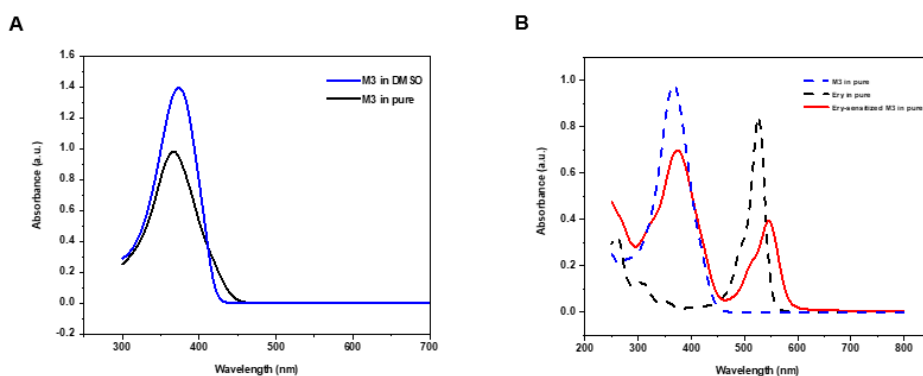 A
B
1.6
1.4
1.2
1.0
0.8
0.6
0.4
0.2
0.0
-0.2
Absorbance (a.u.)
M3 in DMSO
M3 in pure
300
400
500
600
700
Wavelength (nm)
1.0
0.8
0.6
0.4
0.2
0.0
Absorbance (a.u.)
M3 in pure
Ery in pure
Ery-sensitized M3 in pure
200
300
400
500
600
700
800
Wavelength (nm)